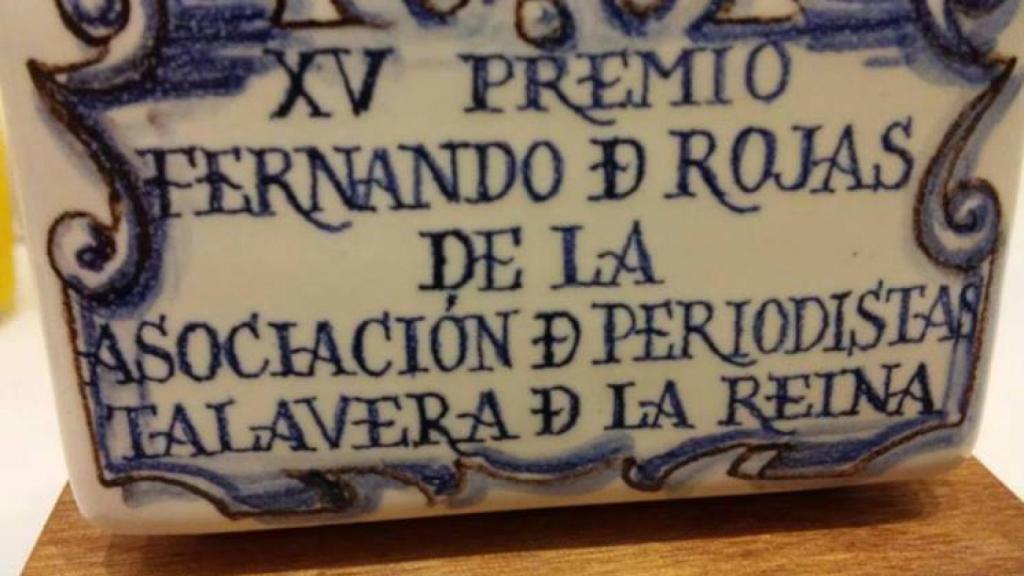 XV PREMIO
FERNANDO Đ ROJAS
DE LA
ASOCIACIÓN Đ PERIODISTAS
TALAVERA Đ LA REINA